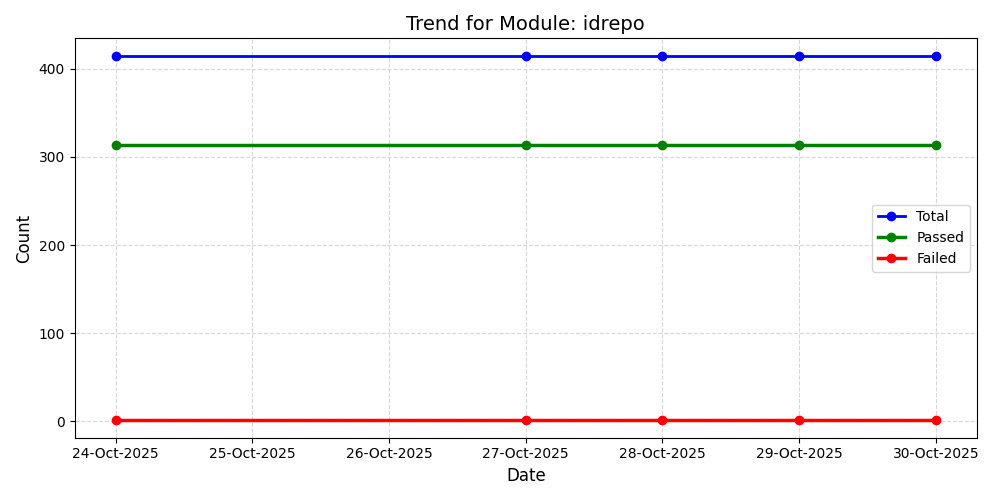 Trend for Module: idrepo
400
300
200
100
0
Count
Total
Passed
Failed
24-Oct-2025 25-Oct-2025 26-Oct-2025 27-Oct-2025 28-Oct-2025 29-Oct-2025 30-Oct-2025
Date